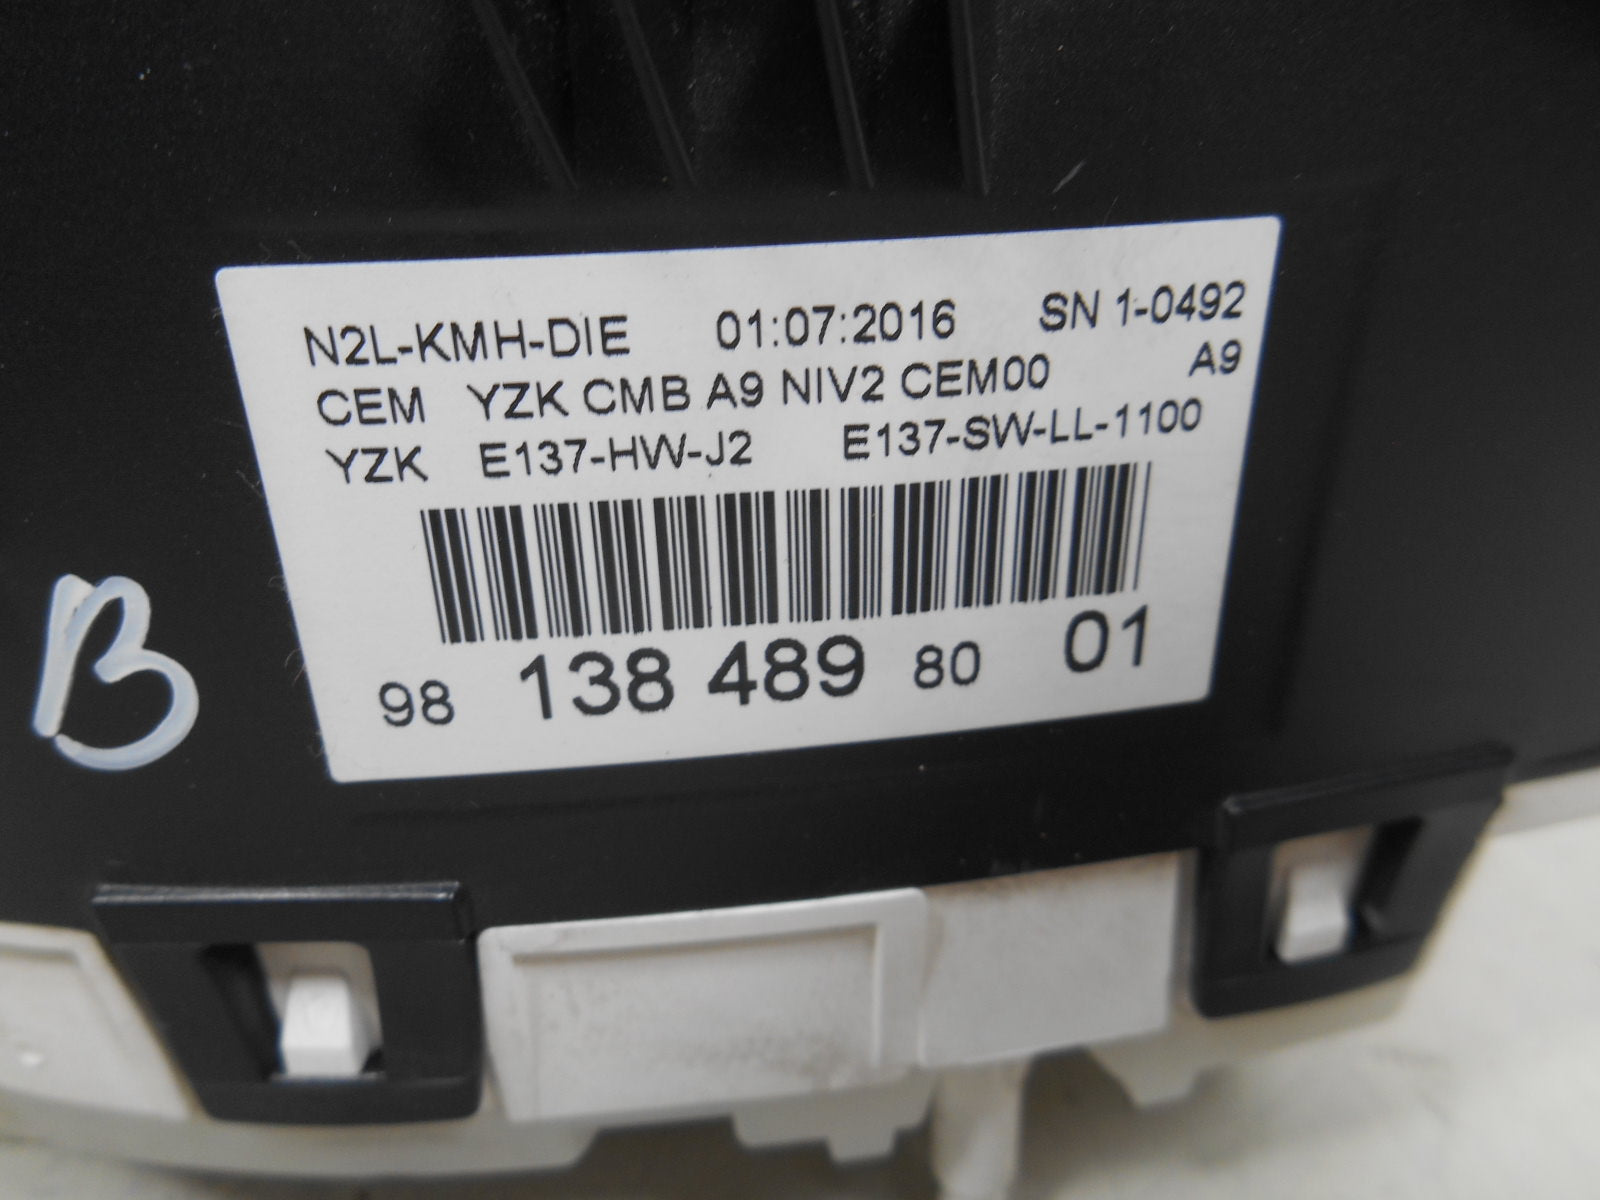 N2L-KMH-DIE 01:07:2016 SN 1-0492
CEM YZK CMB A9 NIV2 CEM00 A9
YZK E137-HW-J2 E137-SW-LL-1100
98 138 489 80 01
B